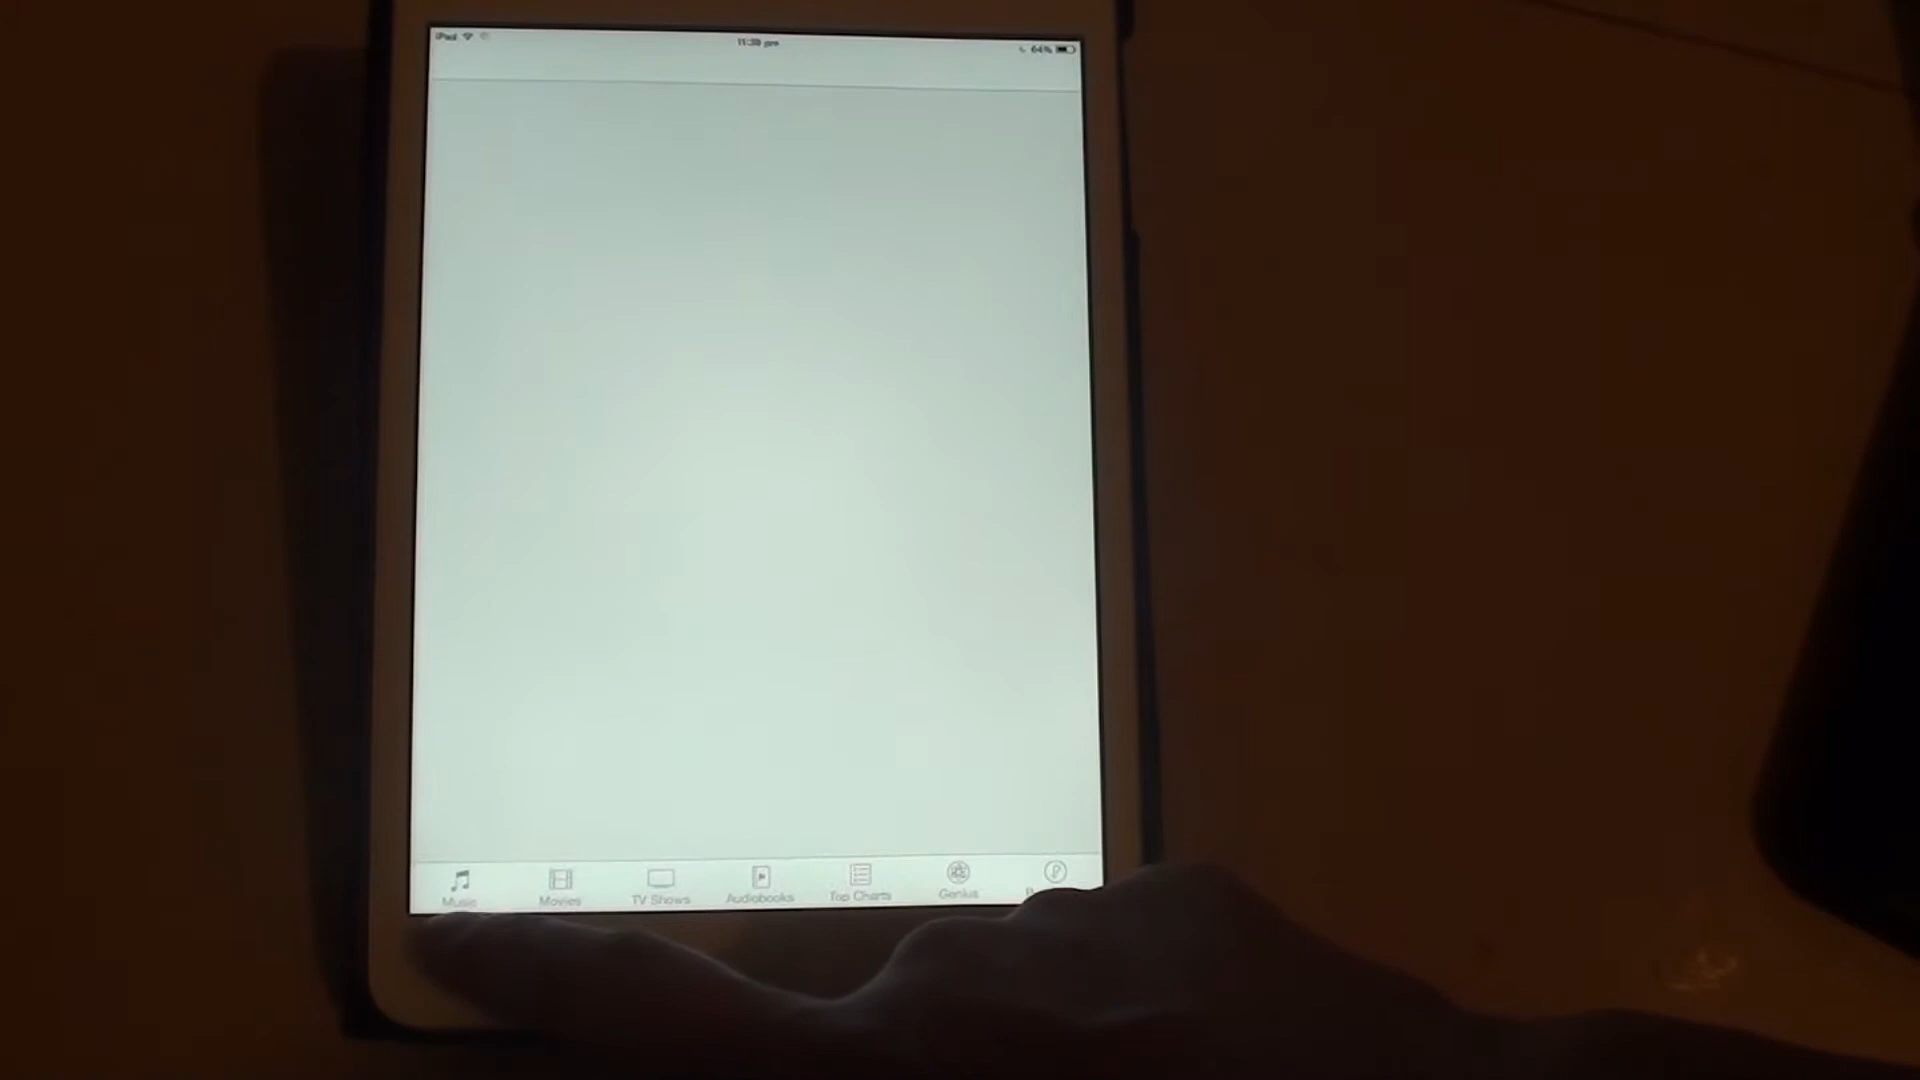 iPad
11:39 pm
64%
Music
Movies
TV Shows
Audiobooks
Top Charts
Genius